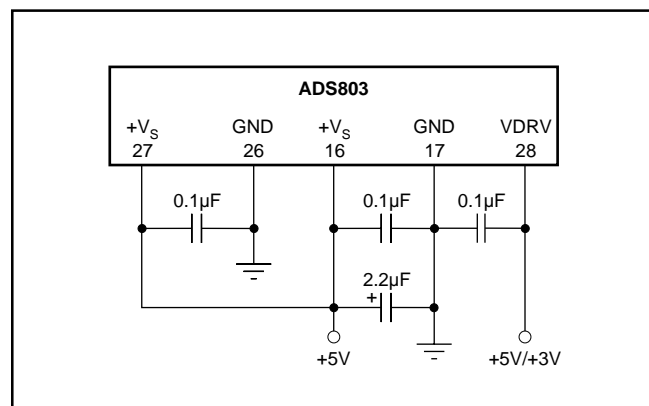 ADS803
+VS GND +VS GND VDRV
27 26 16 17 28
0.1µF 0.1µF 0.1µF
2.2µF
+
+5V +5V/+3V